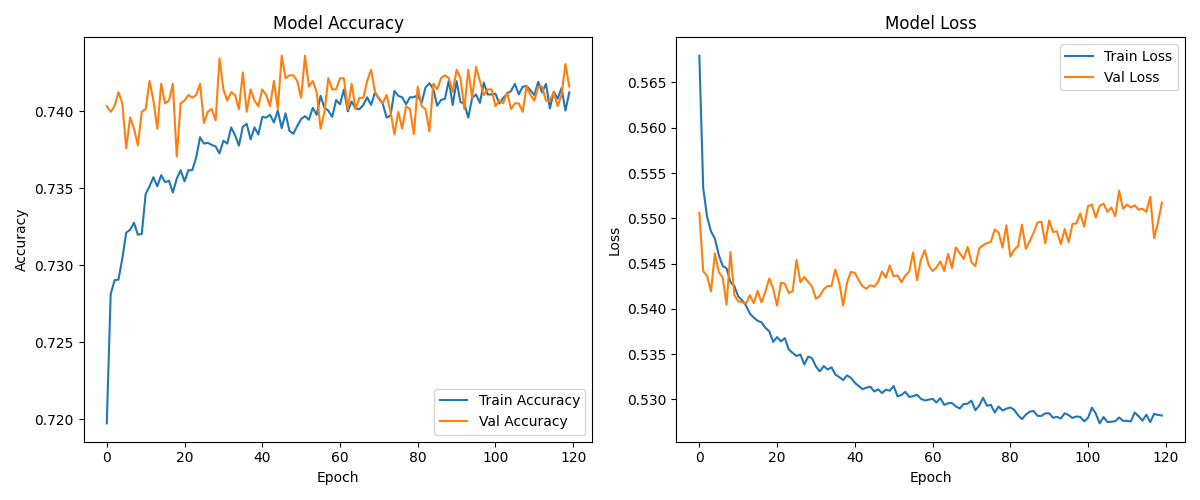 Model Accuracy
Accuracy
0.740
0.735
0.730
0.725
0.720
Train Accuracy
Val Accuracy
0 20 40 60 80 100 120
Epoch
Model Loss
Loss
0.565
0.560
0.555
0.550
0.545
0.540
0.535
0.530
Train Loss
Val Loss
0 20 40 60 80 100 120
Epoch